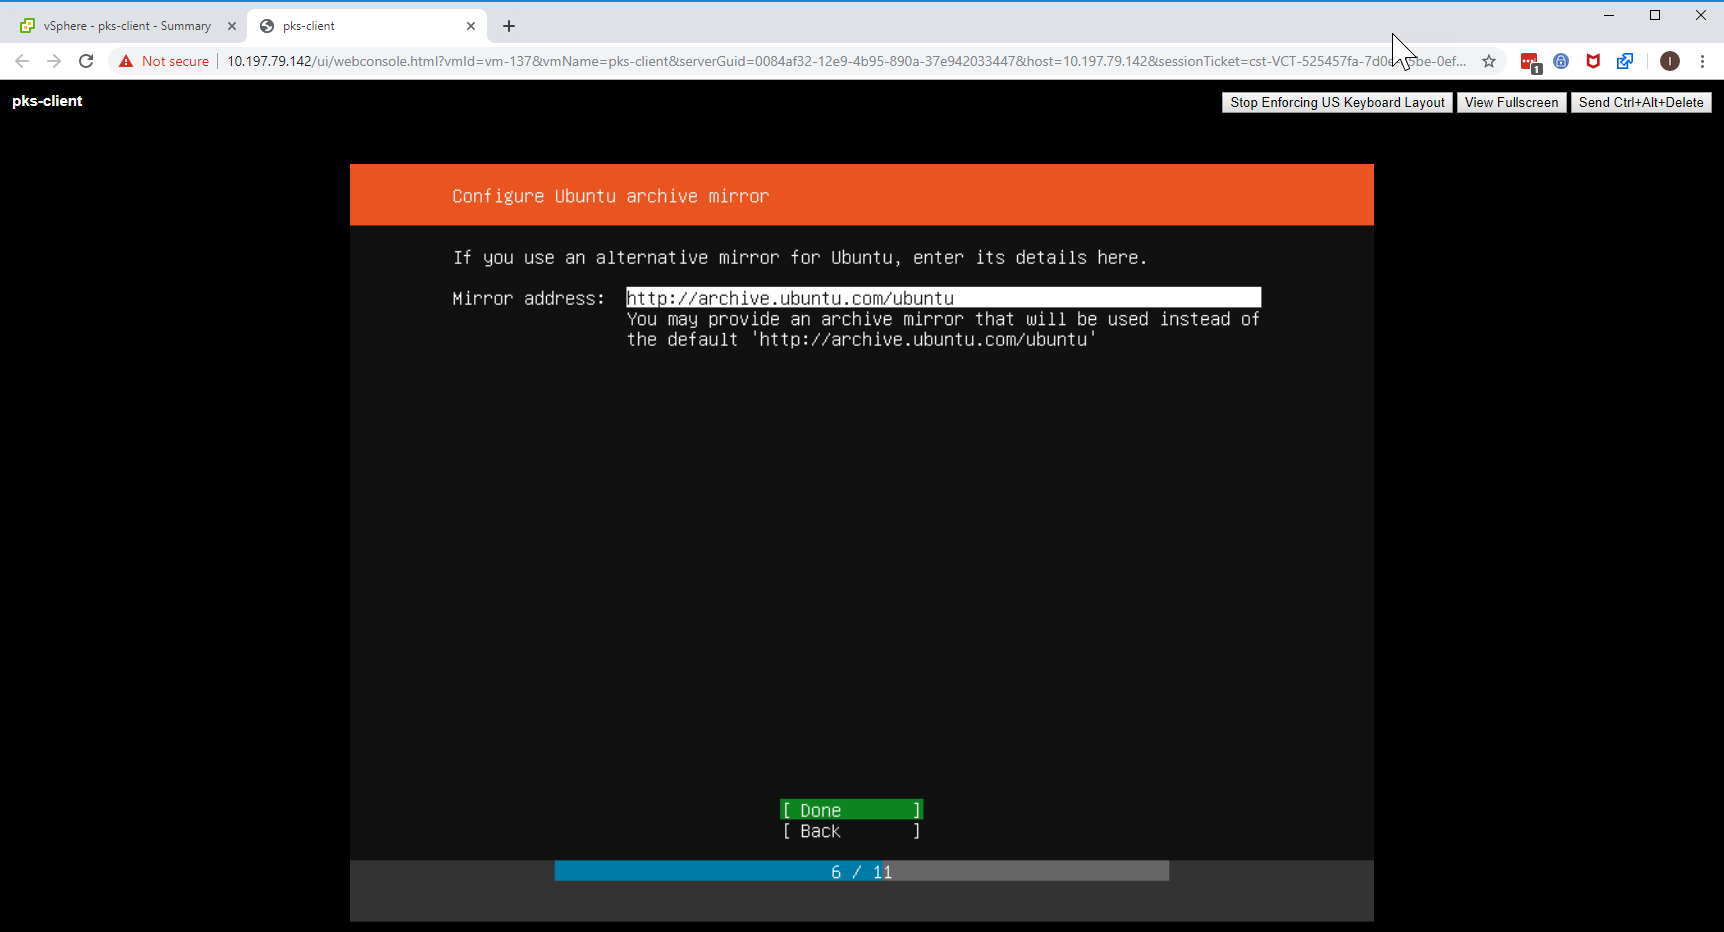 vSphere - pks-client - Summary
pks-client
Not secure
10.197.79.142/ui/webconsole.html?vmId=vm-137&vmName=pks-client&serverGuid=0084af32-12e9-4b95-890a-37e942033447&host=10.197.79.142&sessionTicket=cst-VCT-525457fa-7d0e
5be-0ef...
1
I
pks-client
Stop Enforcing US Keyboard Layout
View Fullscreen
Send Ctrl+Alt+Delete
Configure Ubuntu archive mirror
If you use an alternative mirror for Ubuntu, enter its details here.
Mirror address: http://archive.ubuntu.com/ubuntu
You may provide an archive mirror that will be used instead of
the default 'http://archive.ubuntu.com/ubuntu'
[ Done ]
[ Back ]
6 / 11